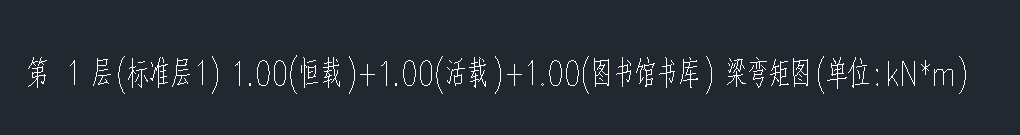 第 1 层(标准层1) 1.00(恒载)+1.00(活载)+1.00(图书馆书库) 梁弯矩图(单位:kN*m)